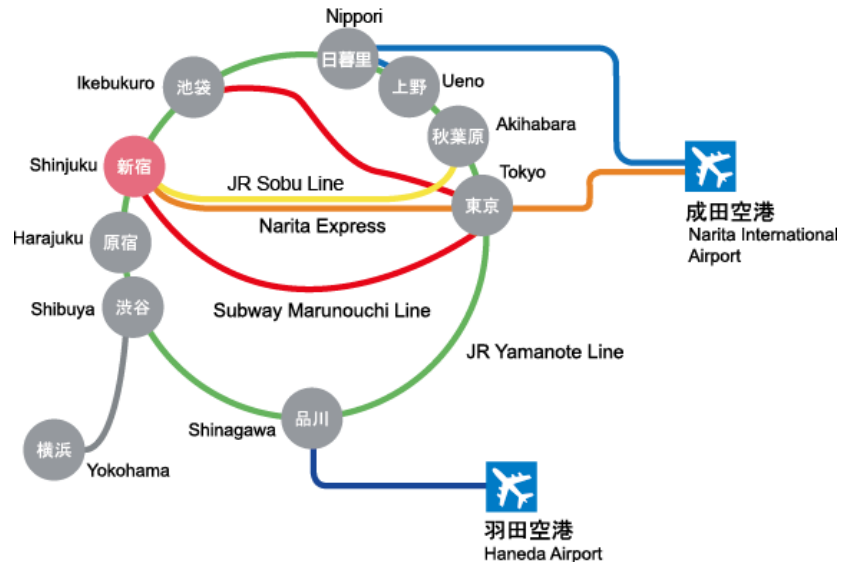 Nippori
日暮里
Ikebukuro
池袋
上野
Ueno
秋葉原
Akihabara
Shinjuku
新宿
JR Sobu Line
Tokyo
東京
Narita Express
成田空港
Narita International
Airport
Harajuku
原宿
Shibuya
渋谷
Subway Marunouchi Line
JR Yamanote Line
Shinagawa
品川
横浜
Yokohama
羽田空港
Haneda Airport